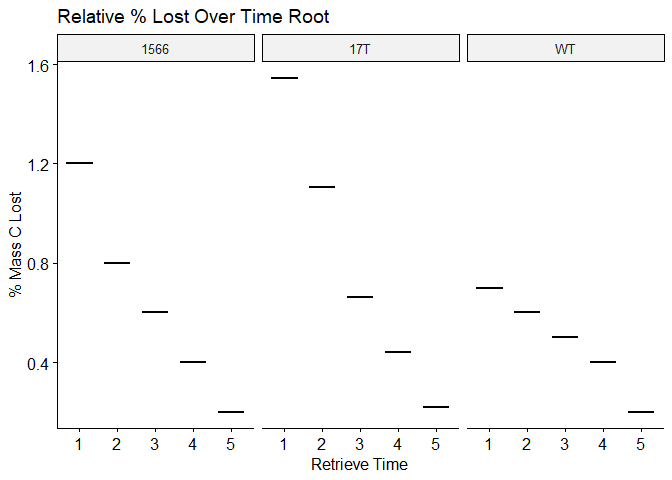 Relative % Lost Over Time Root
1566 17T WT
% Mass C Lost
1.6
1.2
0.8
0.4
1 2 3 4 5 1 2 3 4 5 1 2 3 4 5
Retrieve Time